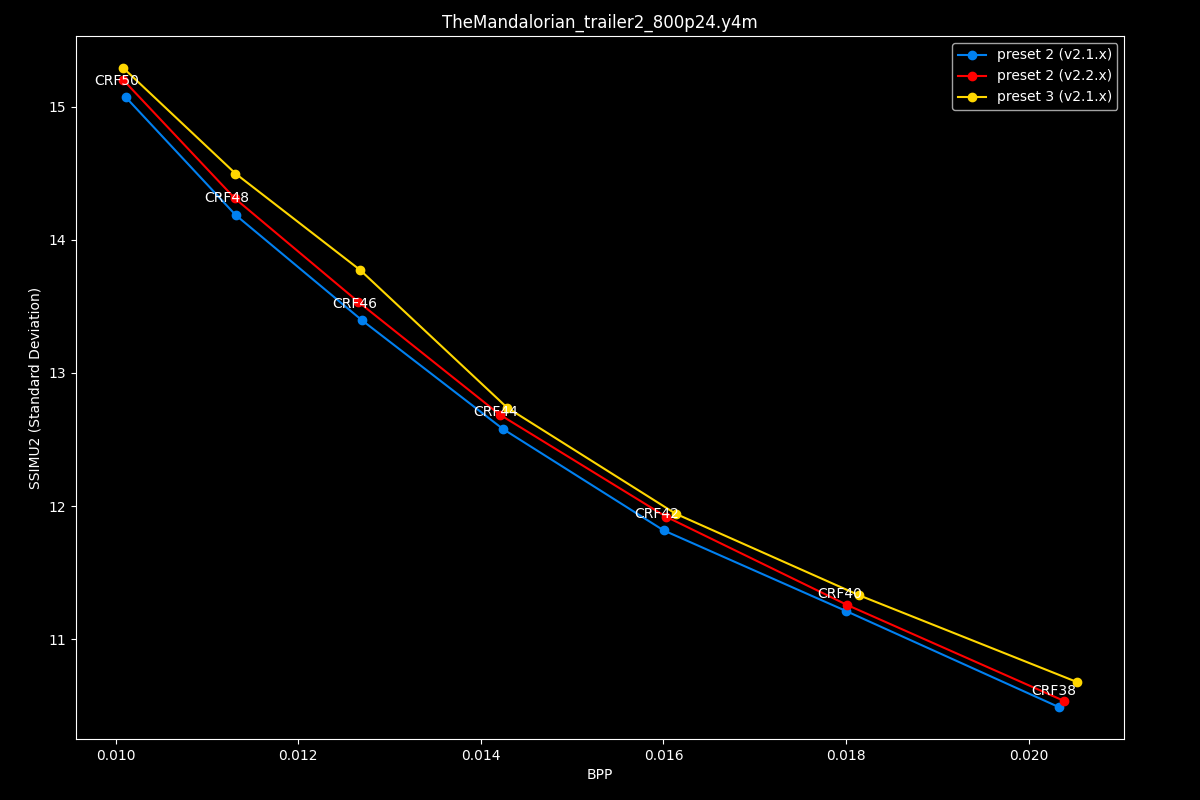 TheMandalorian_trailer2_800p24.y4m
preset 2 (v2.1.x)
preset 2 (v2.2.x)
preset 3 (v2.1.x)
CRF50
CRF48
CRF46
CRF44
CRF42
CRF40
CRF38
15
14
13
12
11
SSIMU2 (Standard Deviation)
0.010 0.012 0.014 0.016 0.018 0.020
BPP